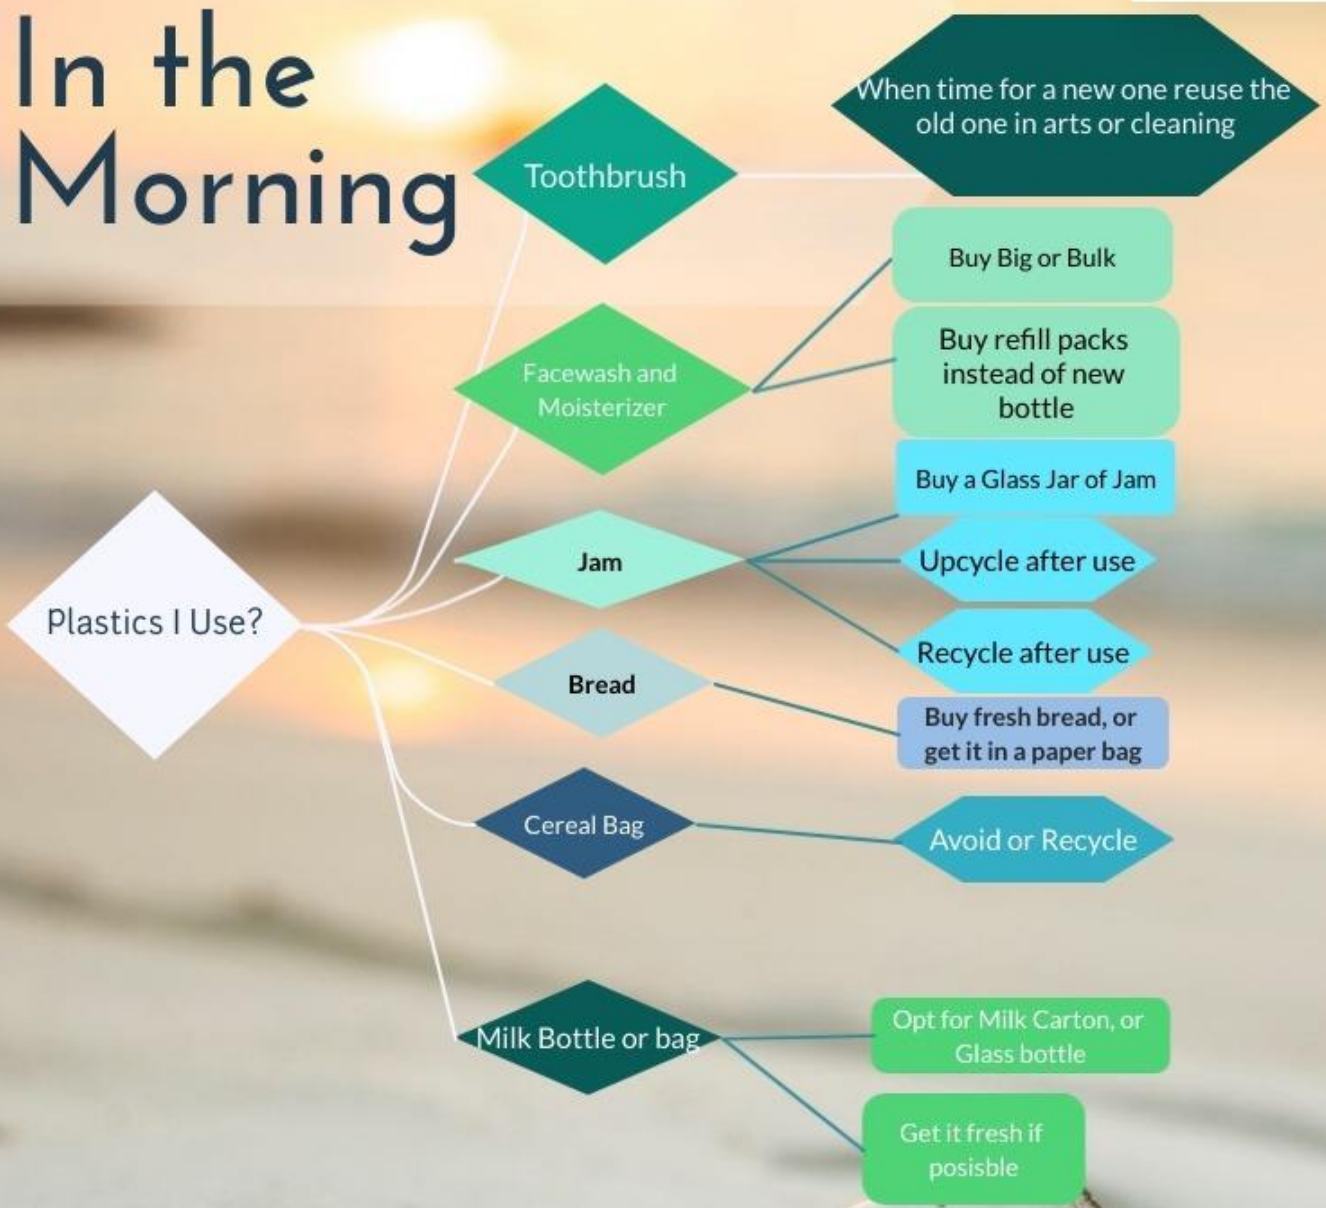 In the
Morning
Plastics I Use?
Toothbrush
When time for a new one reuse the
old one in arts or cleaning
Facewash and
Moisterizer
Buy Big or Bulk
Buy refill packs
instead of new
bottle
Jam
Buy a Glass Jar of Jam
Upcycle after use
Recycle after use
Bread
Buy fresh bread, or
get it in a paper bag
Cereal Bag
Avoid or Recycle
Milk Bottle or bag
Opt for Milk Carton, or
Glass bottle
Get it fresh if
posisble